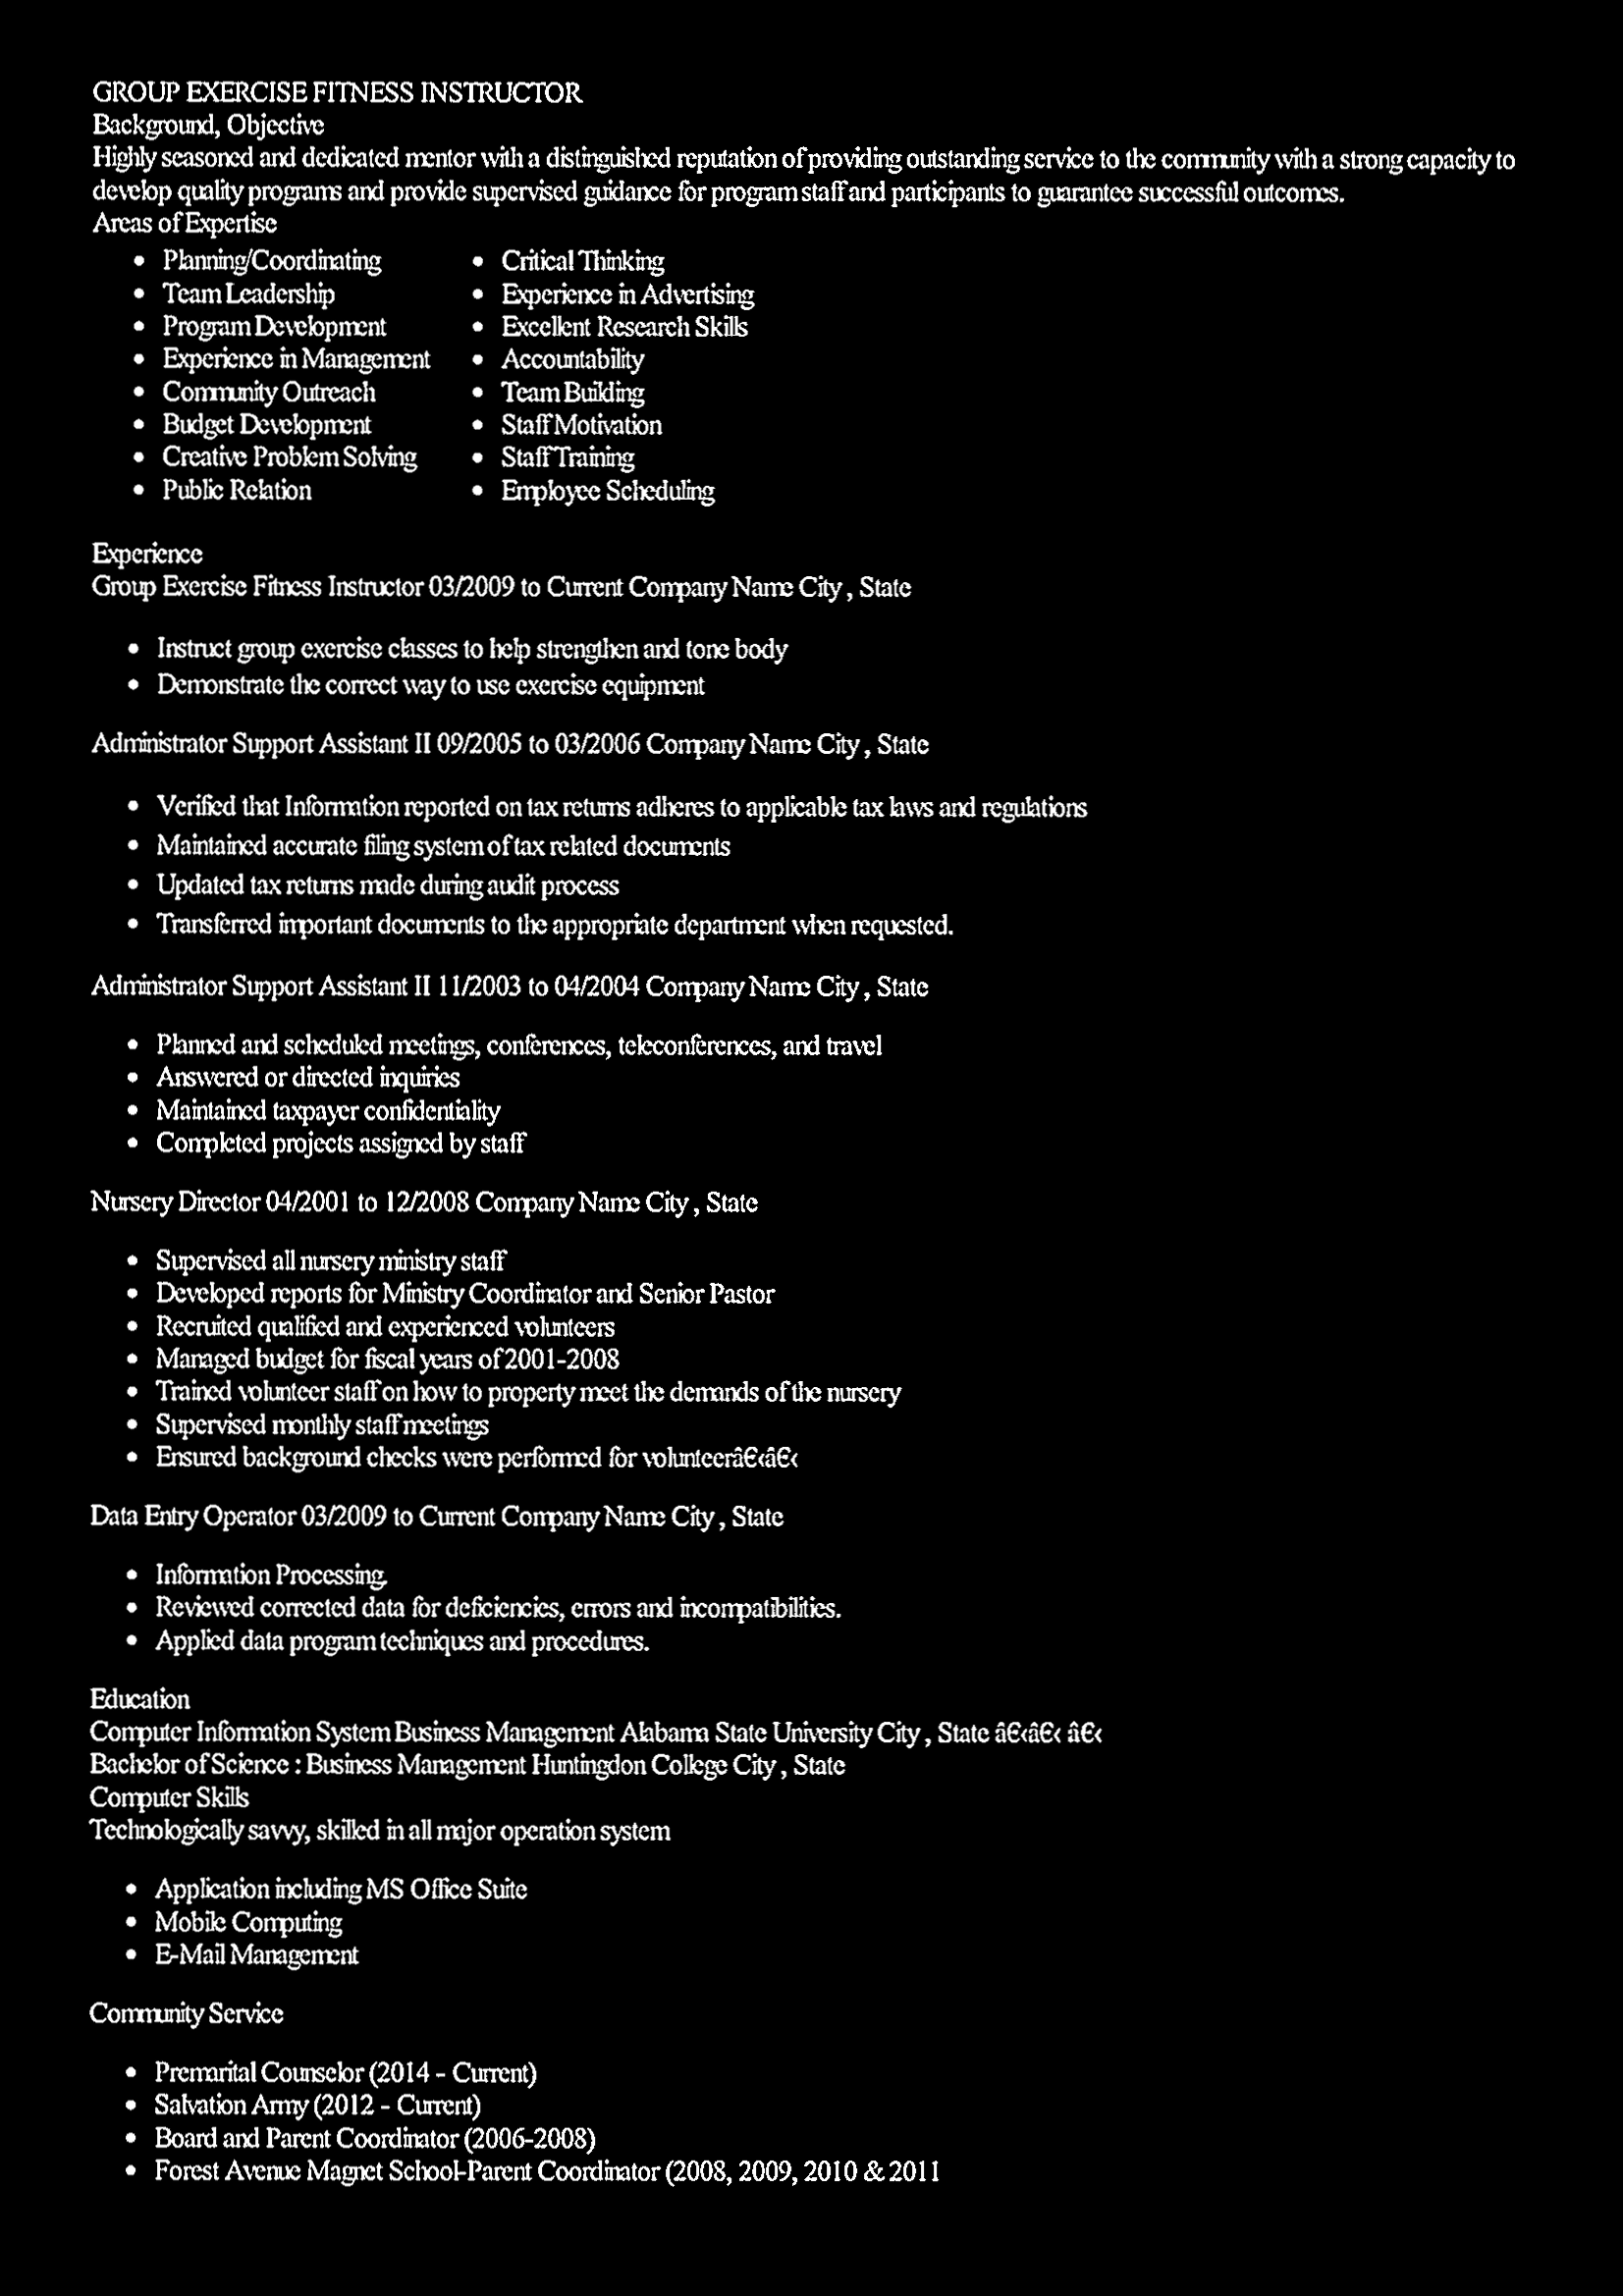 GROUP EXERCISE FITNESS INSTRUCTOR
Background, Objective
Highly seasoned and dedicated mentor with a distinguished reputation of providing outstanding service to the community with a strong capacity to
develop quality programs and provide supervised guidance for program staff and participants to guarantee successful outcomes.
Areas of Expertise
• Planning/Coordinating • Critical Thinking
• Team Leadership • Experience in Advertising
• Program Development • Excellent Research Skills
• Experience in Management • Accountability
• Community Outreach • Team Building
• Budget Development • Staff Motivation
• Creative Problem Solving • Staff Training
• Public Relation • Employee Scheduling
Experience
Group Exercise Fitness Instructor 03/2009 to Current Company Name City , State
• Instruct group exercise classes to help strengthen and tone body
• Demonstrate the correct way to use exercise equipment
Administrator Support Assistant II 09/2005 to 03/2006 Company Name City , State
• Verified that Information reported on tax returns adheres to applicable tax laws and regulations
• Maintained accurate filing system of tax related documents
• Updated tax returns made during audit process
• Transferred important documents to the appropriate department when requested.
Administrator Support Assistant II 11/2003 to 04/2004 Company Name City , State
• Planned and scheduled meetings, conferences, teleconferences, and travel
• Answered or directed inquiries
• Maintained taxpayer confidentiality
• Completed projects assigned by staff
Nursery Director 04/2001 to 12/2008 Company Name City , State
• Supervised all nursery ministry staff
• Developed reports for Ministry Coordinator and Senior Pastor
• Recruited qualified and experienced volunteers
• Managed budget for fiscal years of 2001-2008
• Trained volunteer staff on how to property meet the demands of the nursery
• Supervised monthly staff meetings
• Ensured background checks were performed for volunteerâ€‹â€‹
Data Entry Operator 03/2009 to Current Company Name City , State
• Information Processing.
• Reviewed corrected data for deficiencies, errors and incompatibilities.
• Applied data program techniques and procedures.
Education
Computer Information System Business Management Alabama State University City , State â€‹â€‹ â€‹
Bachelor of Science : Business Management Huntingdon College City , State
Computer Skills
Technologically savvy, skilled in all major operation system
• Application including MS Office Suite
• Mobile Computing
• E-Mail Management
Community Service
• Premarital Counselor (2014 - Current)
• Salvation Army (2012 - Current)
• Board and Parent Coordinator (2006-2008)
• Forest Avenue Magnet School-Parent Coordinator (2008, 2009, 2010 & 2011